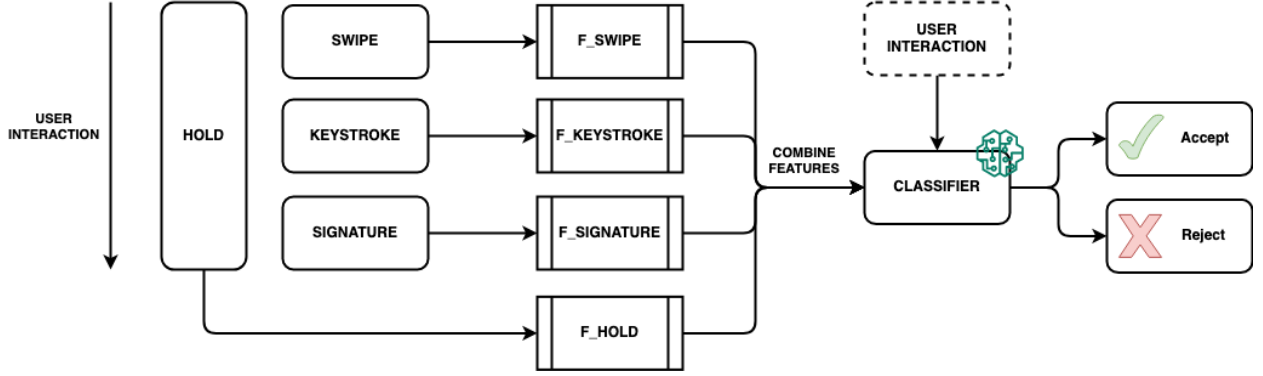 USER
INTERACTION
HOLD
SWIPE
KEYSTROKE
SIGNATURE
F_SWIPE
F_KEYSTROKE
F_SIGNATURE
F_HOLD
COMBINE
FEATURES
USER
INTERACTION
CLASSIFIER
Accept
Reject